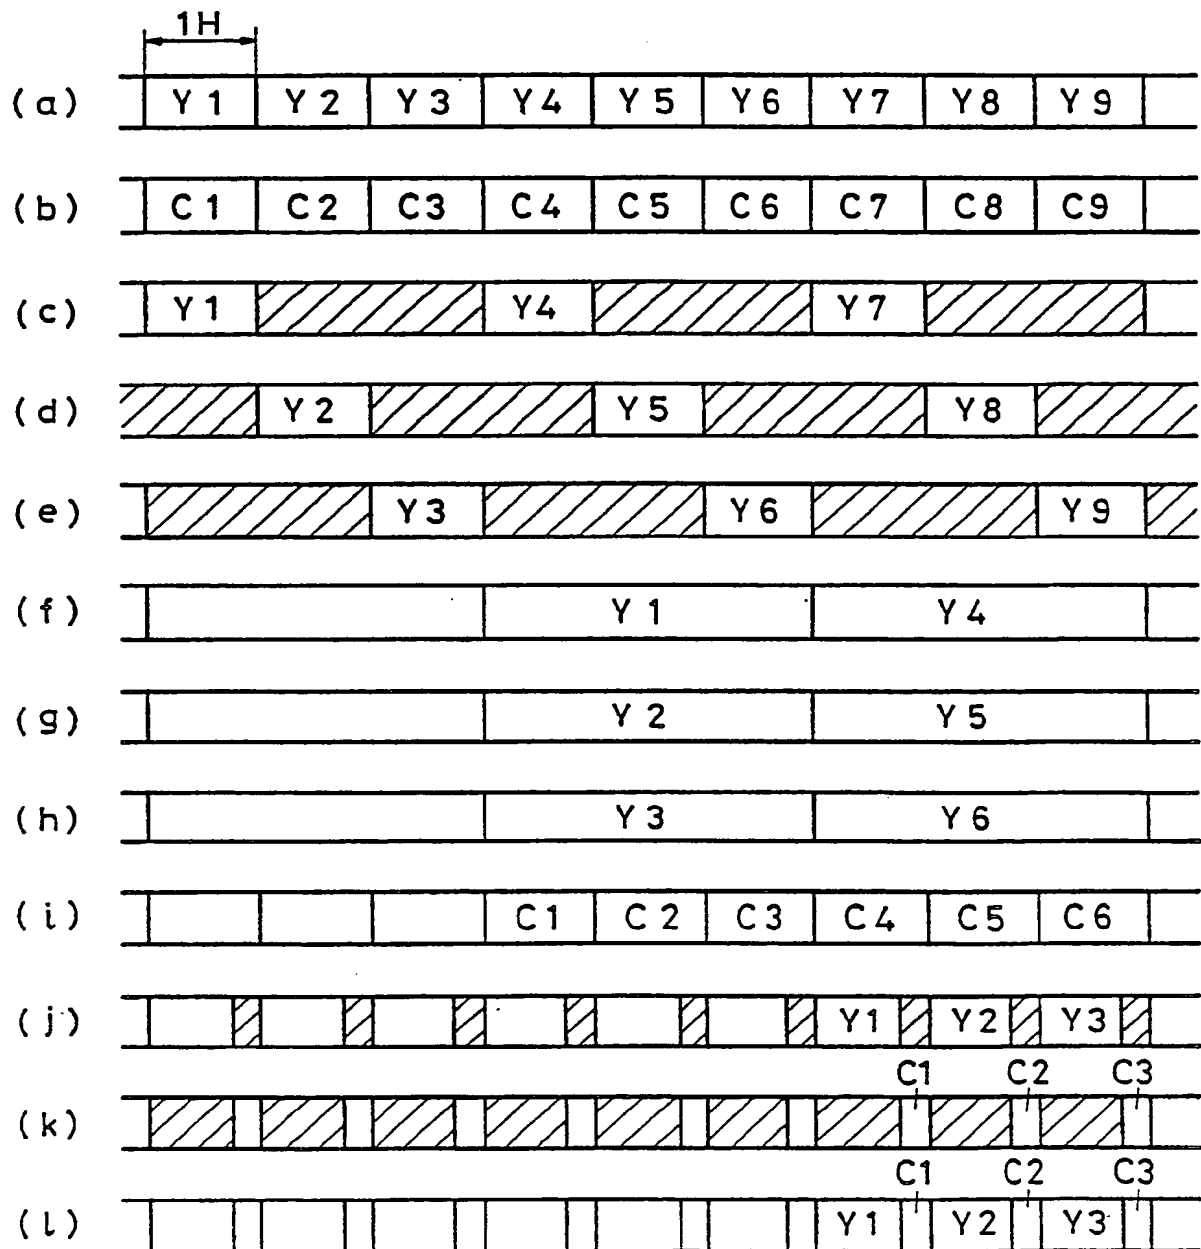 1H
(a) Y1 Y2 Y3 Y4 Y5 Y6 Y7 Y8 Y9
(b) C1 C2 C3 C4 C5 C6 C7 C8 C9
(c) Y1 Y4 Y7
(d) Y2 Y5 Y8
(e) Y3 Y6 Y9
(f) Y1 Y4
(g) Y2 Y5
(h) Y3 Y6
(i) C1 C2 C3 C4 C5 C6
(j) Y1 Y2 Y3
C1 C2 C3
(k)
C1 C2 C3
(l) Y1 Y2 Y3